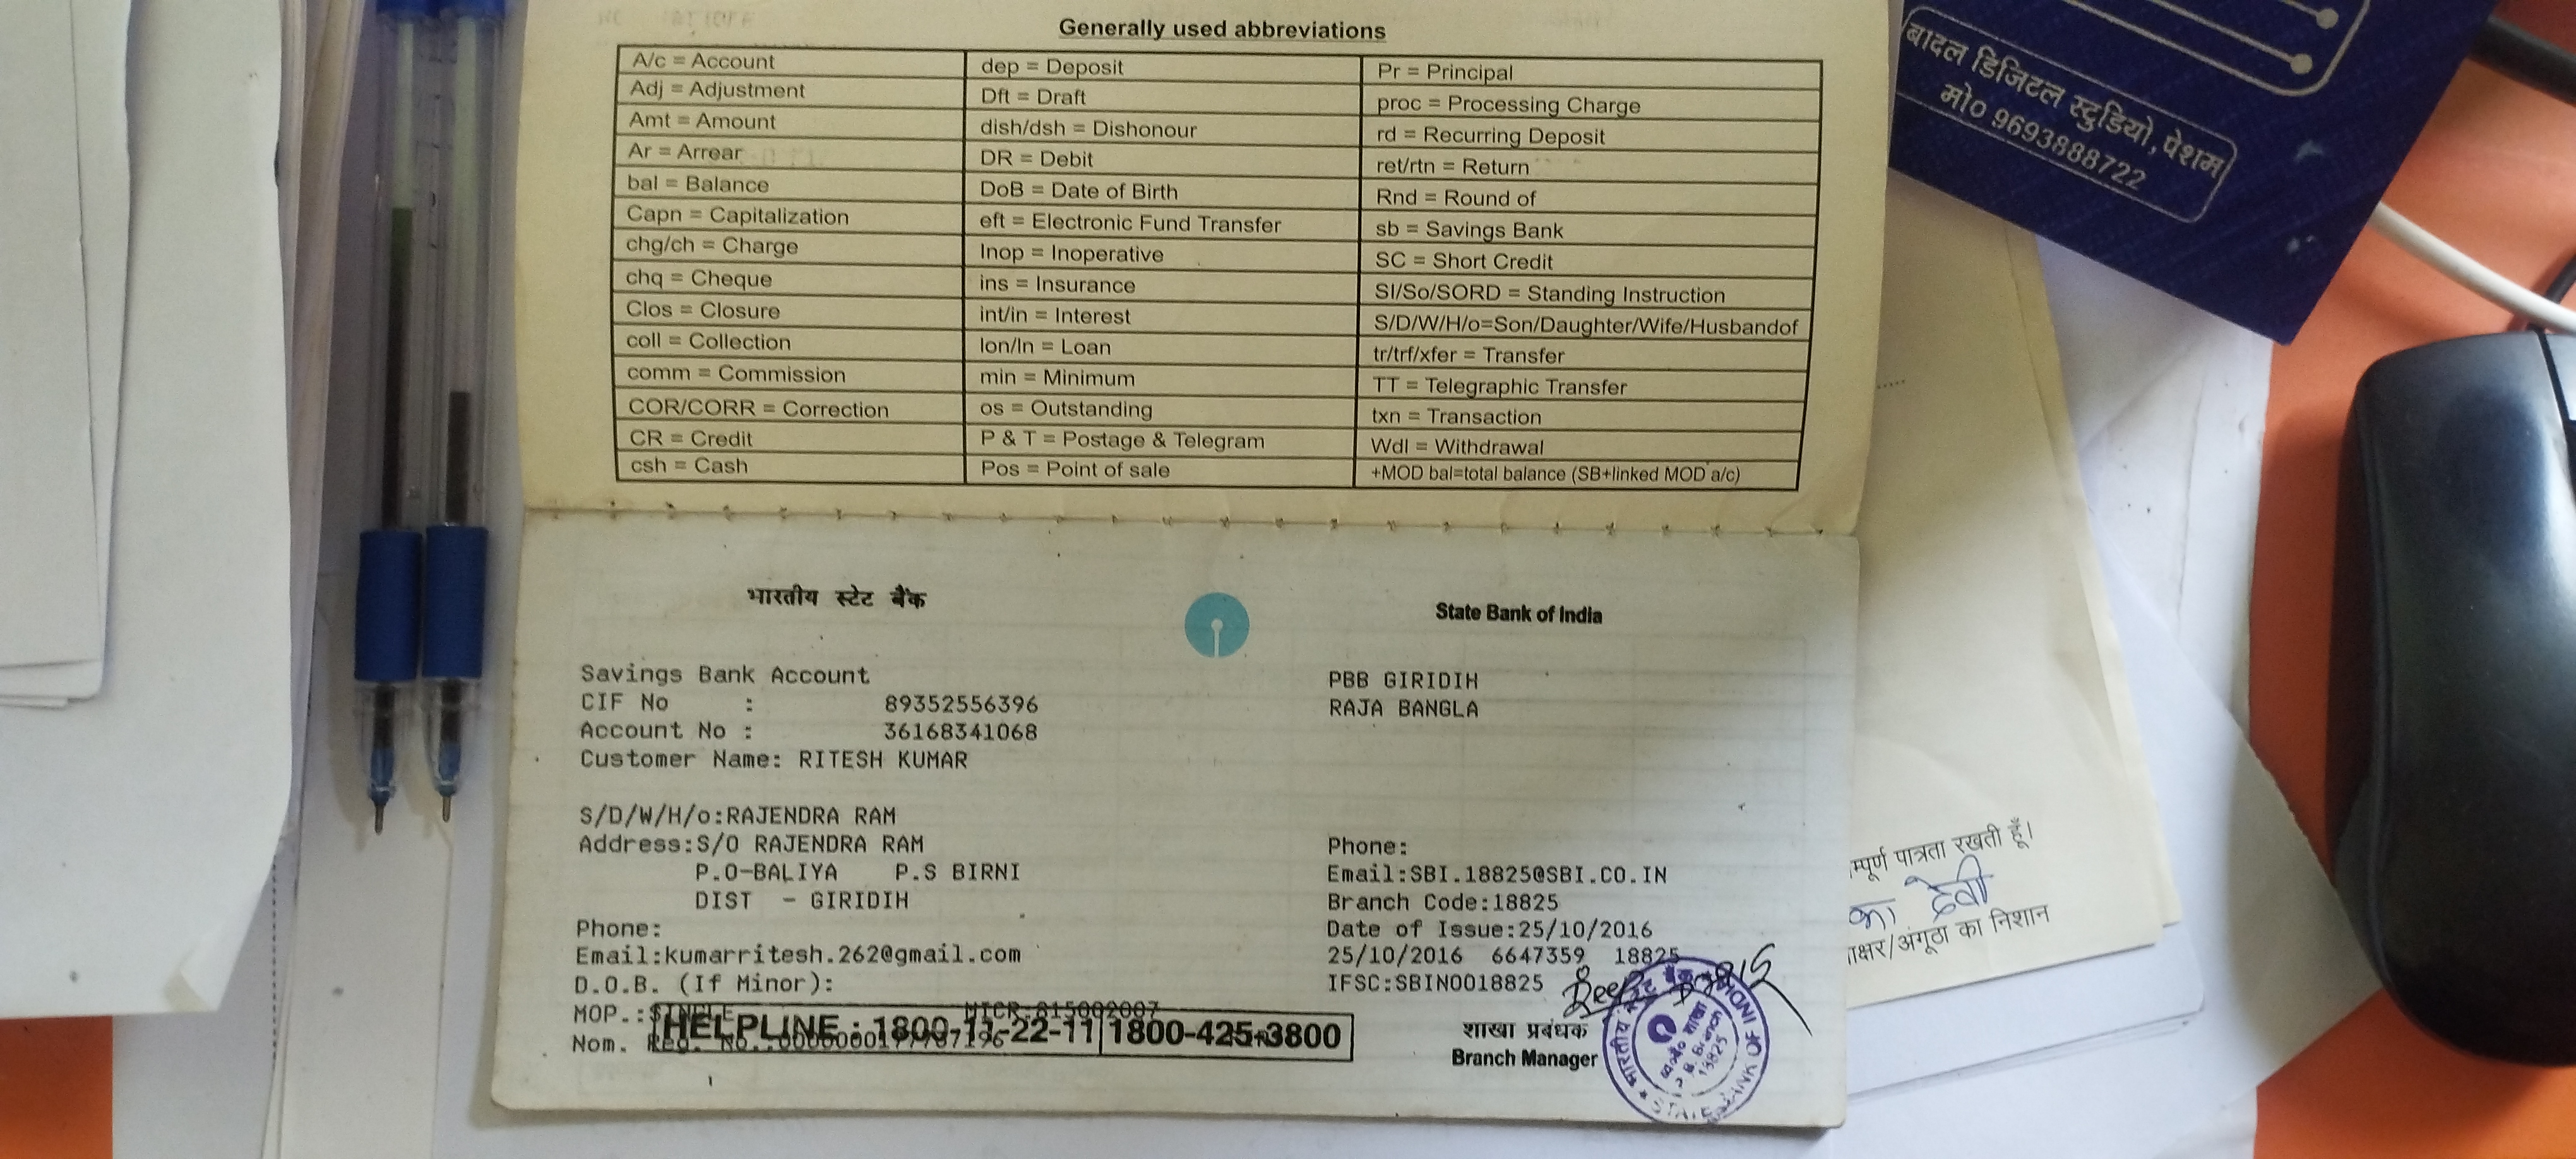 Generally used abbreviations
A/c = Account
Adj = Adjustment
Amt = Amount
Ar = Arrear
bal = Balance
Capn = Capitalization
chg/ch = Charge
chq = Cheque
Clos = Closure
coll = Collection
comm = Commission
COR/CORR = Correction
CR = Credit
csh = Cash
dep = Deposit
Dft = Draft
dish/dsh = Dishonour
DR = Debit
DoB = Date of Birth
eft = Electronic Fund Transfer
Inop = Inoperative
ins = Insurance
int/in = Interest
lon/ln = Loan
min = Minimum
os = Outstanding
P & T = Postage & Telegram
Pos = Point of sale
Pr = Principal
proc = Processing Charge
rd = Recurring Deposit
ret/rtn = Return
Rnd = Round of
sb = Savings Bank
SC = Short Credit
SI/So/SORD = Standing Instruction
S/D/W/H/o=Son/Daughter/Wife/Husbandof
tr/trf/xfer = Transfer
TT = Telegraphic Transfer
txn = Transaction
Wdl = Withdrawal
+MOD bal=total balance (SB+linked MOD a/c)
बादल डिजिटल स्टुडियो, पेशम
मो० 9693888722
भारतीय स्टेट बैंक
State Bank of India
Savings Bank Account
CIF No : 89352556396
Account No : 36168341068
Customer Name: RITESH KUMAR
S/D/W/H/o:RAJENDRA RAM
Address:S/O RAJENDRA RAM
P.O-BALIYA P.S BIRNI
DIST - GIRIDIH
Phone:
Email:kumarritesh.262@gmail.com
D.O.B. (If Minor):
MOP.:SINGLE
Nom. Reg. No.:
HELPLINE : 1800-11-22-11 1800-425-3800
PBB GIRIDIH
RAJA BANGLA
Phone:
Email:SBI.18825@SBI.CO.IN
Branch Code:18825
Date of Issue:25/10/2016
25/10/2016 6647359 18825
IFSC:SBIN0018825
शाखा प्रबंधक
Branch Manager
भारतीय स्टेट बैंक
STATE BANK OF INDIA
B. Branch
18825
पात्रता रखती हूँ।
देवी
अंगूठा का निशान